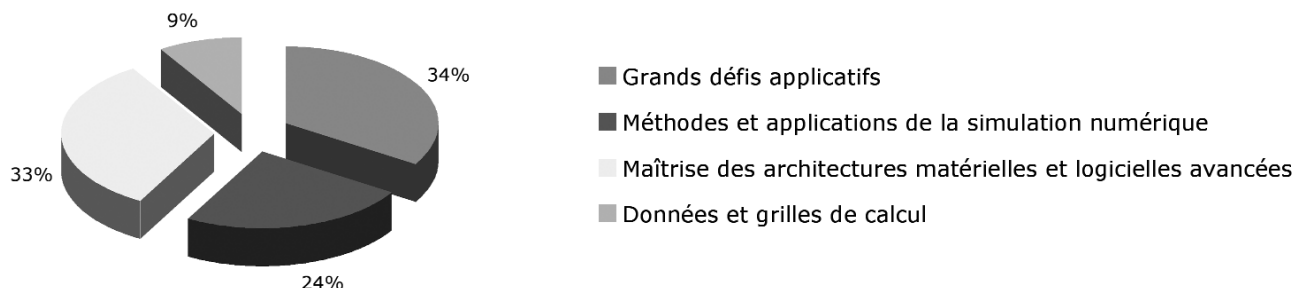 9%
34%
33%
24%
Grands défis applicatifs
Méthodes et applications de la simulation numérique
Maîtrise des architectures matérielles et logicielles avancées
Données et grilles de calcul